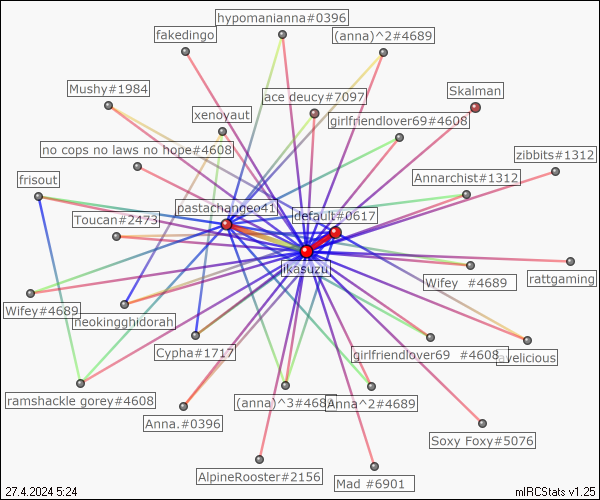 hypomanianna#0396
fakedingo
(anna)^2#4689
Mushy#1984
ace deucy#7097
Skalman
xenoyaut
girlfriendlover69#4608
no cops no laws no hope#4608
zibbits#1312
frisout
Annarchist#1312
pastachangeo41
default#0617
Toucan#2473
ikasuzu
Wifey #4689
rattgaming
Wifey#4689
neokingghidorah
Cypha#1717
girlfriendlover69 #4608
ramshackle gorey#4608
(anna)^3#468
Anna^2#4689
Anna.#0396
Soxy Foxy#5076
AlpineRooster#2156
Mad #6901
27.4.2024 5:24
mIRCStats v1.25